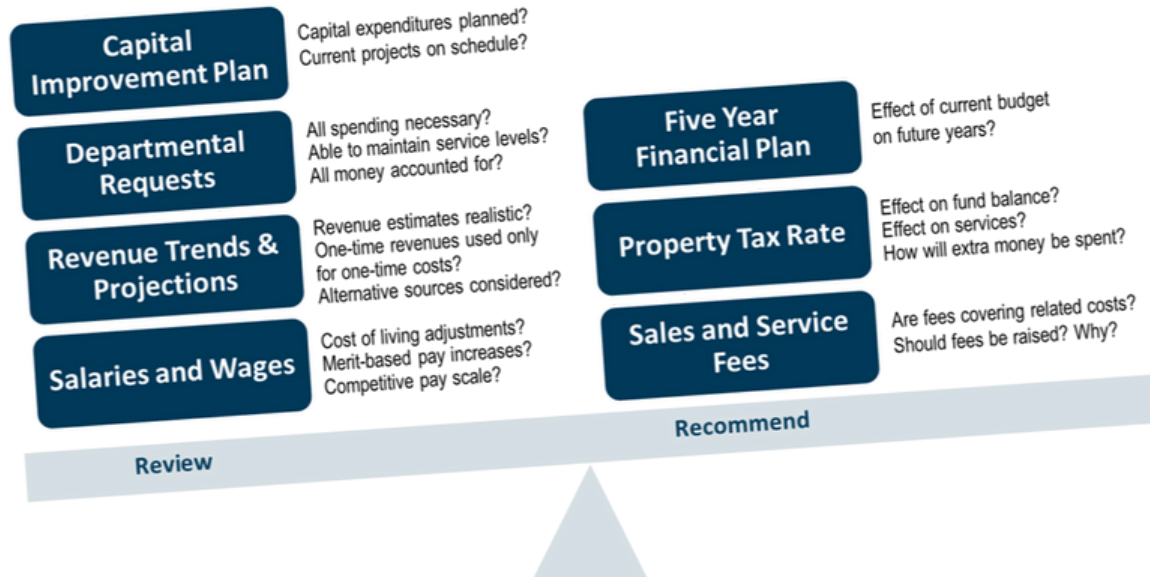 Capital
Improvement Plan
Capital expenditures planned?
Current projects on schedule?
Departmental
Requests
All spending necessary?
Able to maintain service levels?
All money accounted for?
Revenue Trends &
Projections
Revenue estimates realistic?
One-time revenues used only
for one-time costs?
Alternative sources considered?
Salaries and Wages
Cost of living adjustments?
Merit-based pay increases?
Competitive pay scale?
Review
Five Year
Financial Plan
Effect of current budget
on future years?
Property Tax Rate
Effect on fund balance?
Effect on services?
How will extra money be spent?
Sales and Service
Fees
Are fees covering related costs?
Should fees be raised? Why?
Recommend